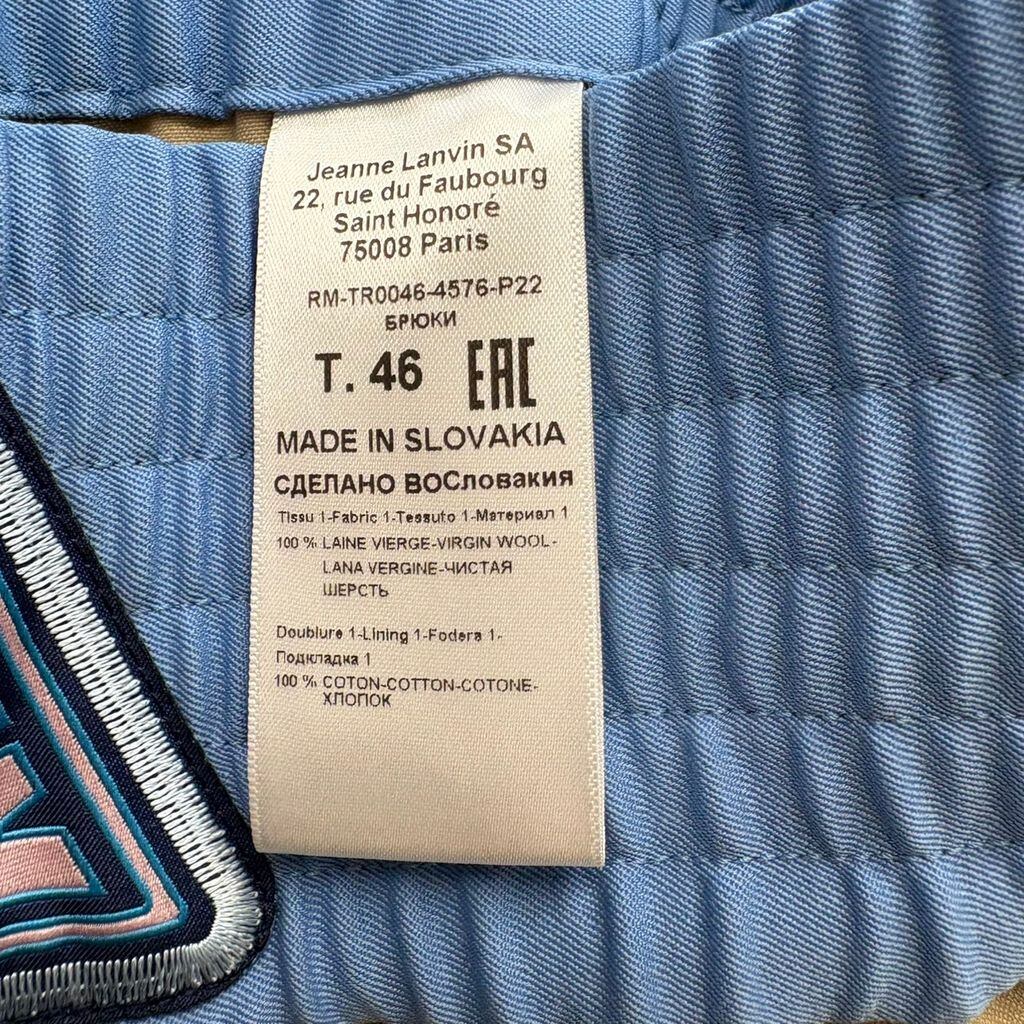 Jeanne Lanvin SA
22, rue du Faubourg
Saint Honoré
75008 Paris
RM-TR0046-4576-P22
БРЮКИ
T. 46 EAC
MADE IN SLOVAKIA
СДЕЛАНО ВОСловакия
Tissu 1-Fabric 1-Tessuto 1-Материал 1
100 % LAINE VIERGE-VIRGIN WOOL-
LANA VERGINE-ЧИСТАЯ
ШЕРСТЬ
Doublure 1-Lining 1-Fodera 1-
Подкладка 1
100 % COTON-COTTON-COTONE-
ХЛОПОК